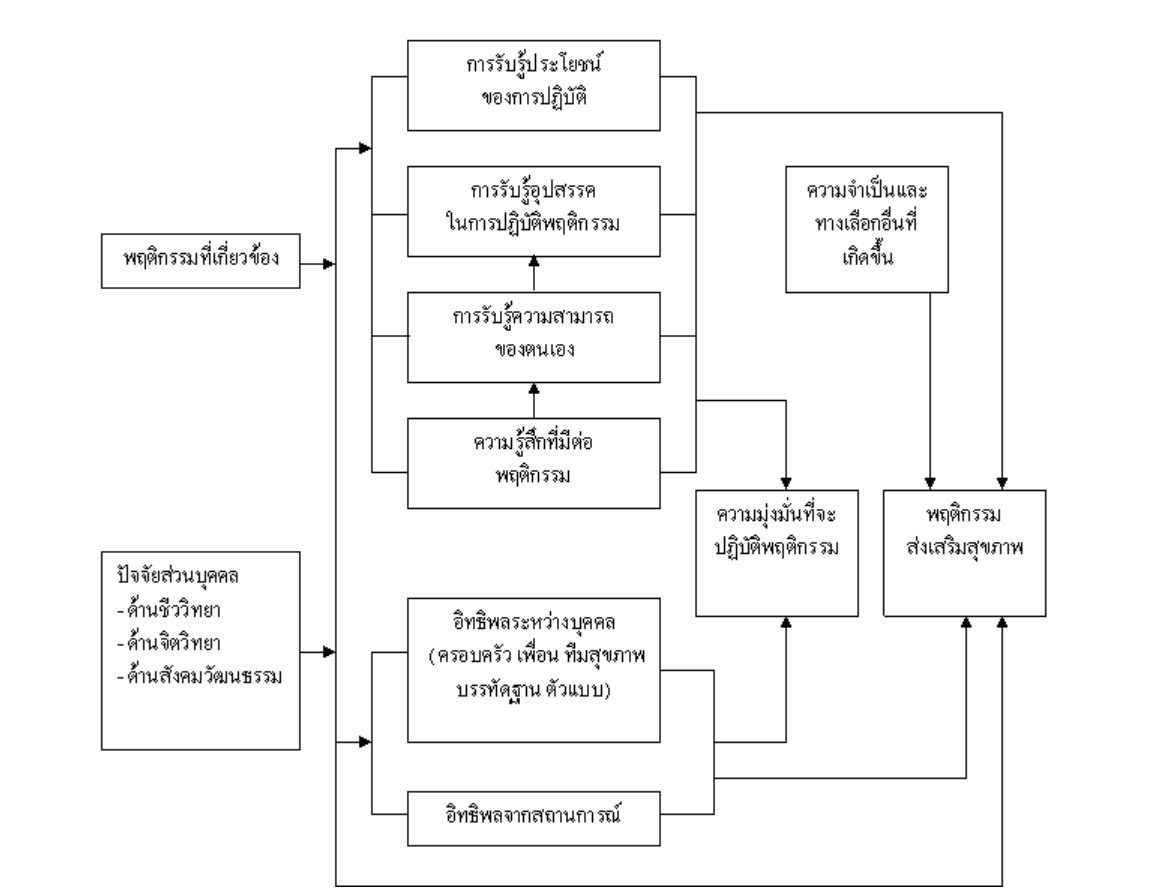 การรับรู้ประโยชน์
ของการปฏิบัติ
การรับรู้อุปสรรค
ในการปฏิบัติพฤติกรรม
ความจำเป็นและ
ทางเลือกอื่นที่
เกิดขึ้น
พฤติกรรมที่เกี่ยวข้อง
การรับรู้ความสามารถ
ของตนเอง
ความรู้สึกที่มีต่อ
พฤติกรรม
ความมุ่งมั่นที่จะ
ปฏิบัติพฤติกรรม
พฤติกรรม
ส่งเสริมสุขภาพ
ปัจจัยส่วนบุคคล
-ด้านชีววิทยา
-ด้านจิตวิทยา
-ด้านสังคมวัฒนธรรม
อิทธิพลระหว่างบุคคล
(ครอบครัว เพื่อน ทีมสุขภาพ
บรรทัดฐาน ตัวแบบ)
อิทธิพลจากสถานการณ์